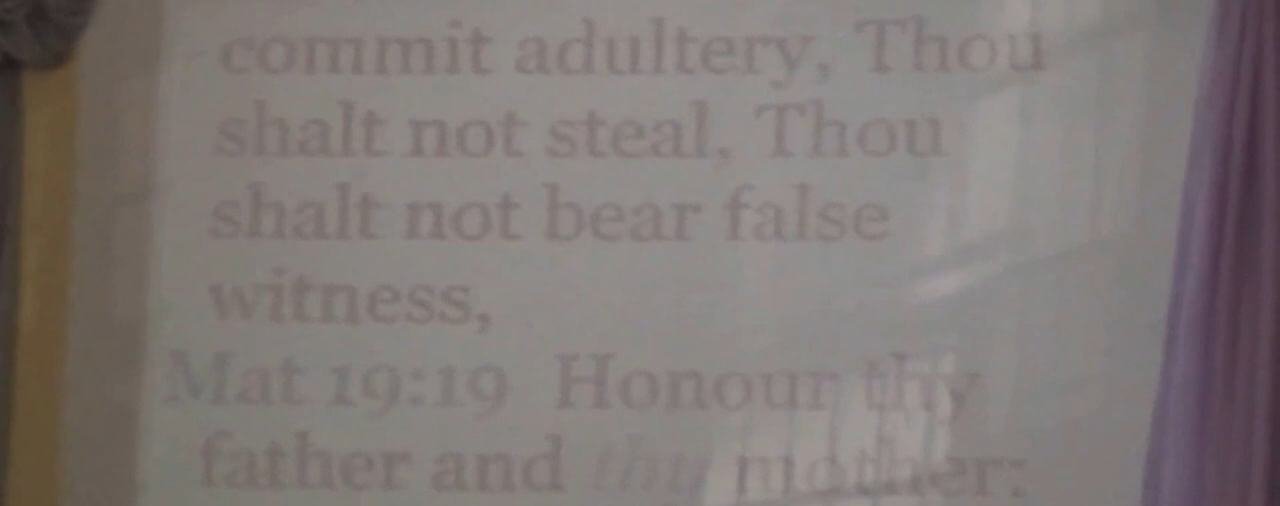 commit adultery, Thou
shalt not steal, Thou
shalt not bear false
witness,
Mat 19:19 Honour thy
father and thy mother: